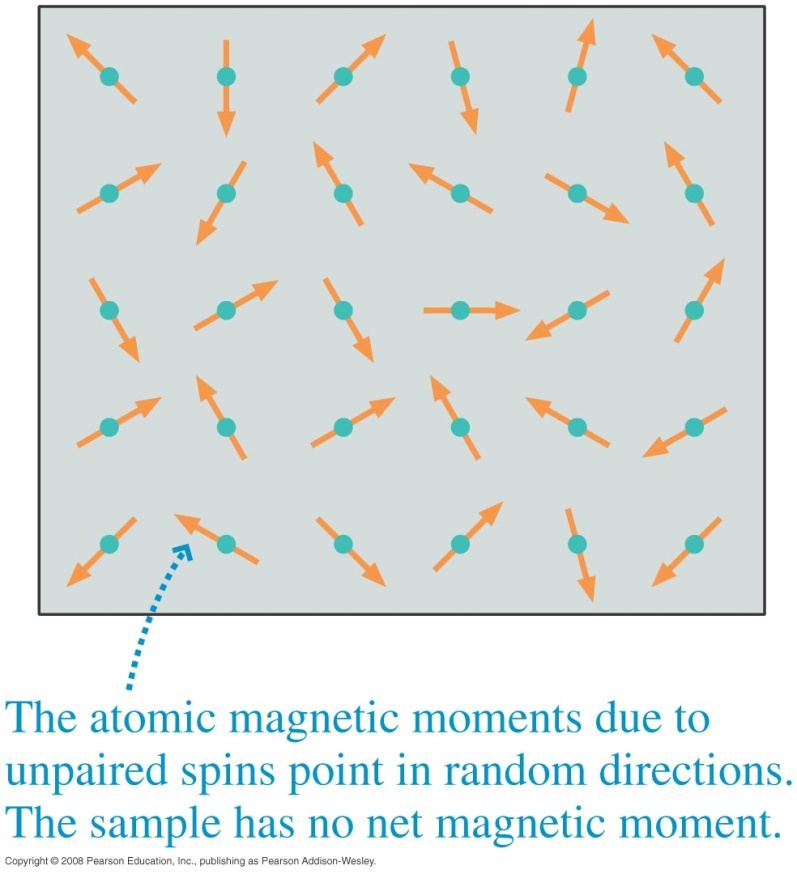 The atomic magnetic moments due to
unpaired spins point in random directions.
The sample has no net magnetic moment.
Copyright © 2008 Pearson Education, Inc., publishing as Pearson Addison-Wesley.